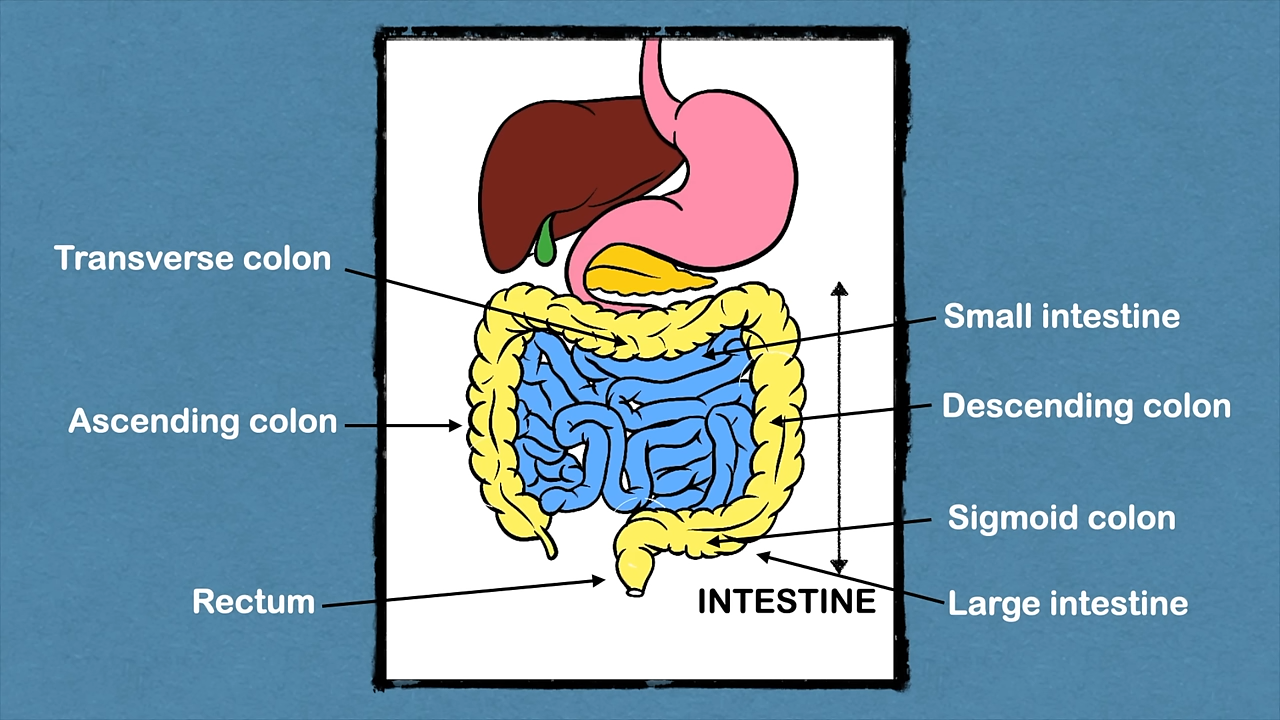 Transverse colon
Ascending colon
Rectum
Small intestine
Descending colon
Sigmoid colon
Large intestine
INTESTINE